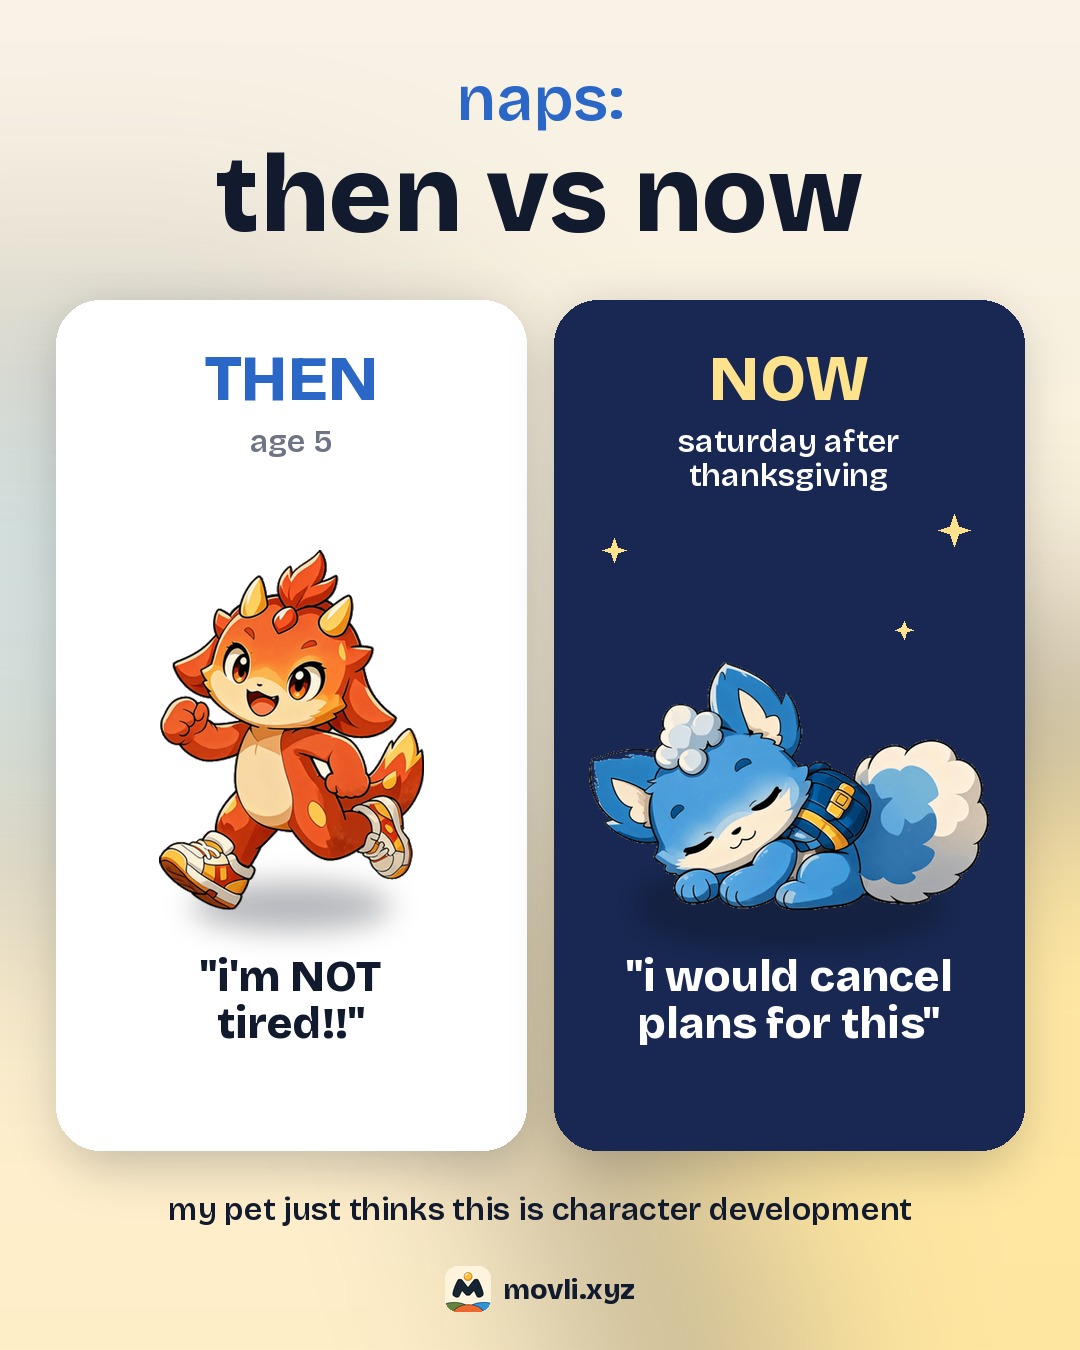 naps:
then vs now
THEN
age 5
"i'm NOT
tired!!"
NOW
saturday after
thanksgiving
"i would cancel
plans for this"
my pet just thinks this is character development
movli.xyz